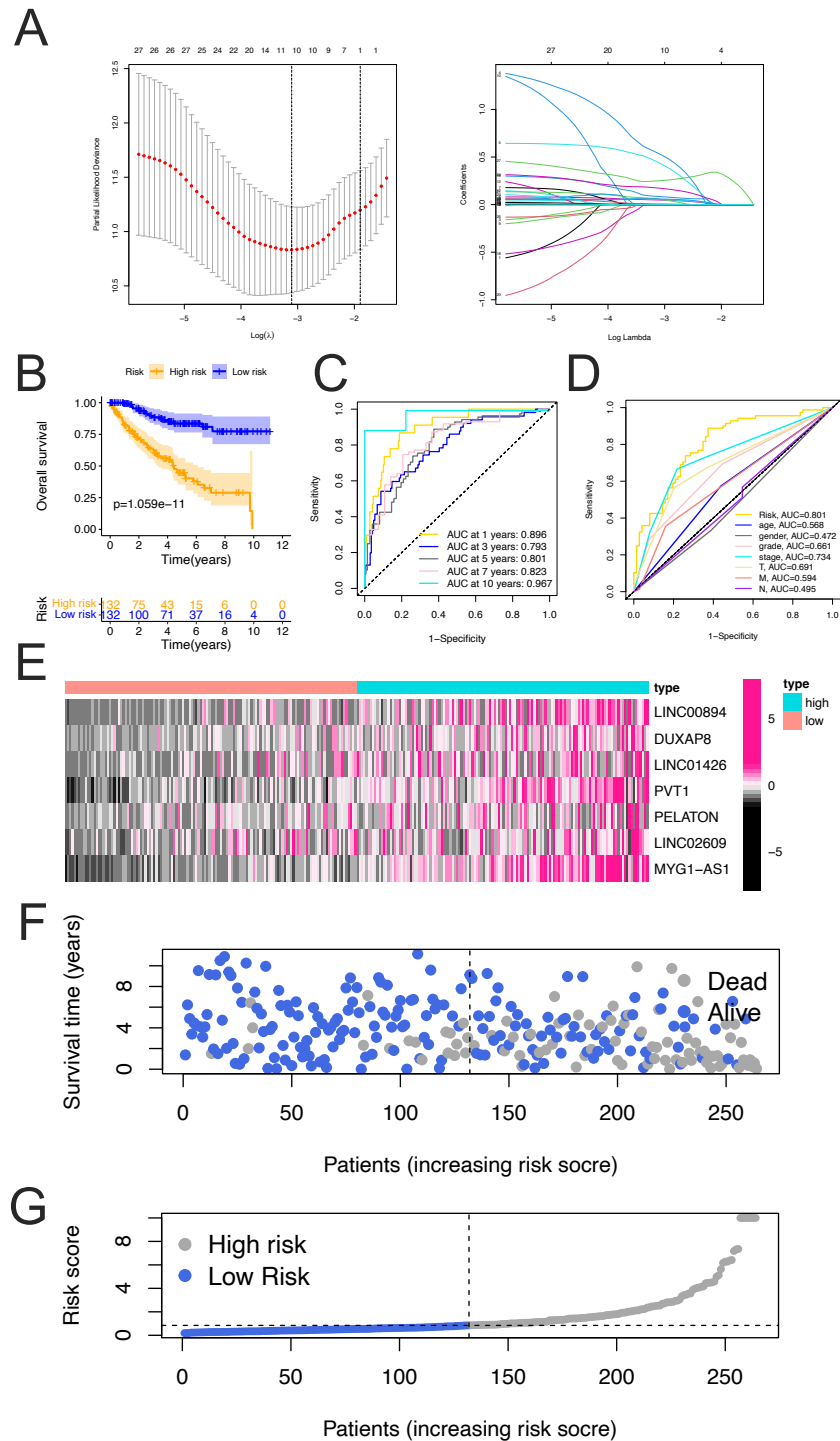 A
27 26 26 27 25 24 22 20 14 11 10 10 9 7 1 1
Partial Likelihood Deviance
12.5
12.0
11.5
11.0
10.5
−5 −4 −3 −2
Log(λ)
27 20 10 4
Coefficients
1.0
0.5
0.0
−0.5
−1.0
−5 −4 −3 −2
Log Lambda
B
Risk High risk Low risk
Overall survival
1.00
0.75
0.50
0.25
0.00
p=1.059e−11
0 2 4 6 8 10 12
Time(years)
Risk
High risk 132 75 43 15 6 0 0
Low risk 132 100 71 37 16 4 0
0 2 4 6 8 10 12
Time(years)
C
Sensitivity
1.0
0.8
0.6
0.4
0.2
0.0
AUC at 1 years: 0.896
AUC at 3 years: 0.793
AUC at 5 years: 0.801
AUC at 7 years: 0.823
AUC at 10 years: 0.967
0.0 0.2 0.4 0.6 0.8 1.0
1−Specificity
D
Sensitivity
1.0
0.8
0.6
0.4
0.2
0.0
Risk, AUC=0.801
age, AUC=0.568
gender, AUC=0.472
grade, AUC=0.661
stage, AUC=0.734
T, AUC=0.691
M, AUC=0.594
N, AUC=0.495
0.0 0.2 0.4 0.6 0.8 1.0
1−Specificity
E
type
LINC00894
DUXAP8
LINC01426
PVT1
PELATON
LINC02609
MYG1−AS1
5
0
−5
type
high
low
F
Survival time (years)
8
4
0
Dead
Alive
0 50 100 150 200 250
Patients (increasing risk socre)
G
Risk score
8
4
0
High risk
Low Risk
0 50 100 150 200 250
Patients (increasing risk socre)